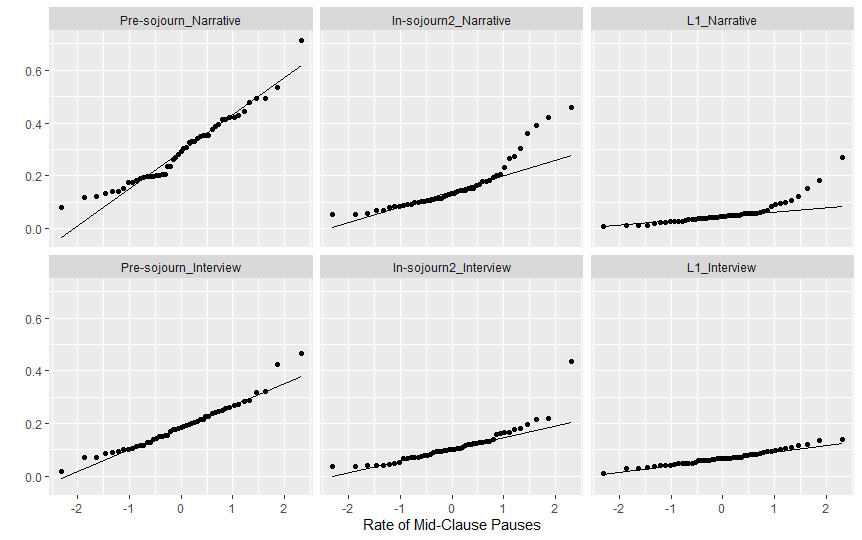 Pre-sojourn_Narrative In-sojourn2_Narrative L1_Narrative
0.6
0.4
0.2
0.0
Pre-sojourn_Interview In-sojourn2_Interview L1_Interview
0.6
0.4
0.2
0.0
-2 -1 0 1 2 -2 -1 0 1 2 -2 -1 0 1 2
Rate of Mid-Clause Pauses